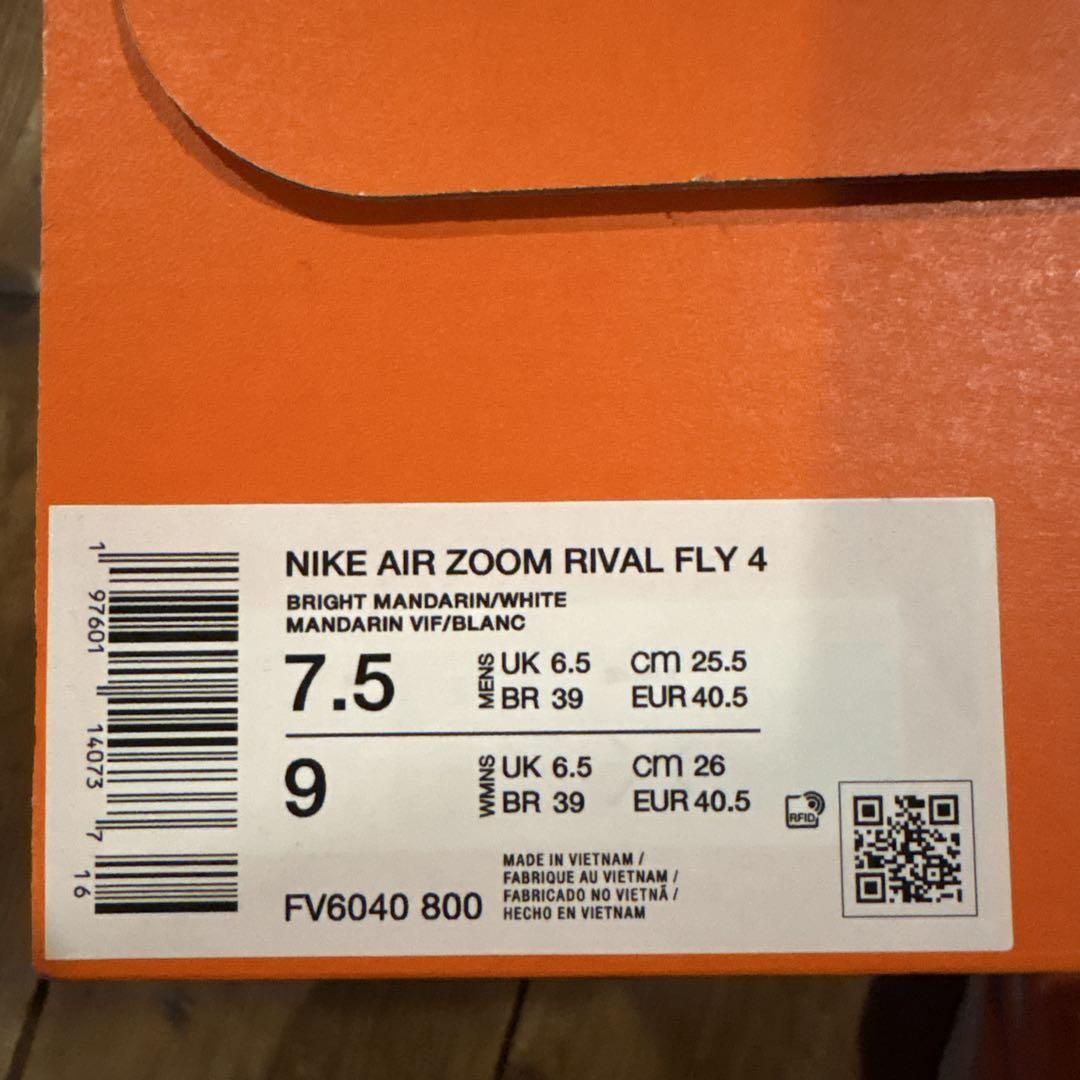 NIKE AIR ZOOM RIVAL FLY 4
BRIGHT MANDARIN/WHITE
MANDARIN VIF/BLANC
7.5 MENS UK 6.5 CM 25.5
BR 39 EUR 40.5
9 WMNS UK 6.5 CM 26
BR 39 EUR 40.5
RFID
MADE IN VIETNAM /
FABRIQUE AU VIETNAM /
FABRICADO NO VIETNÃ /
HECHO EN VIETNAM
FV6040 800
1 97601 14073 7 16